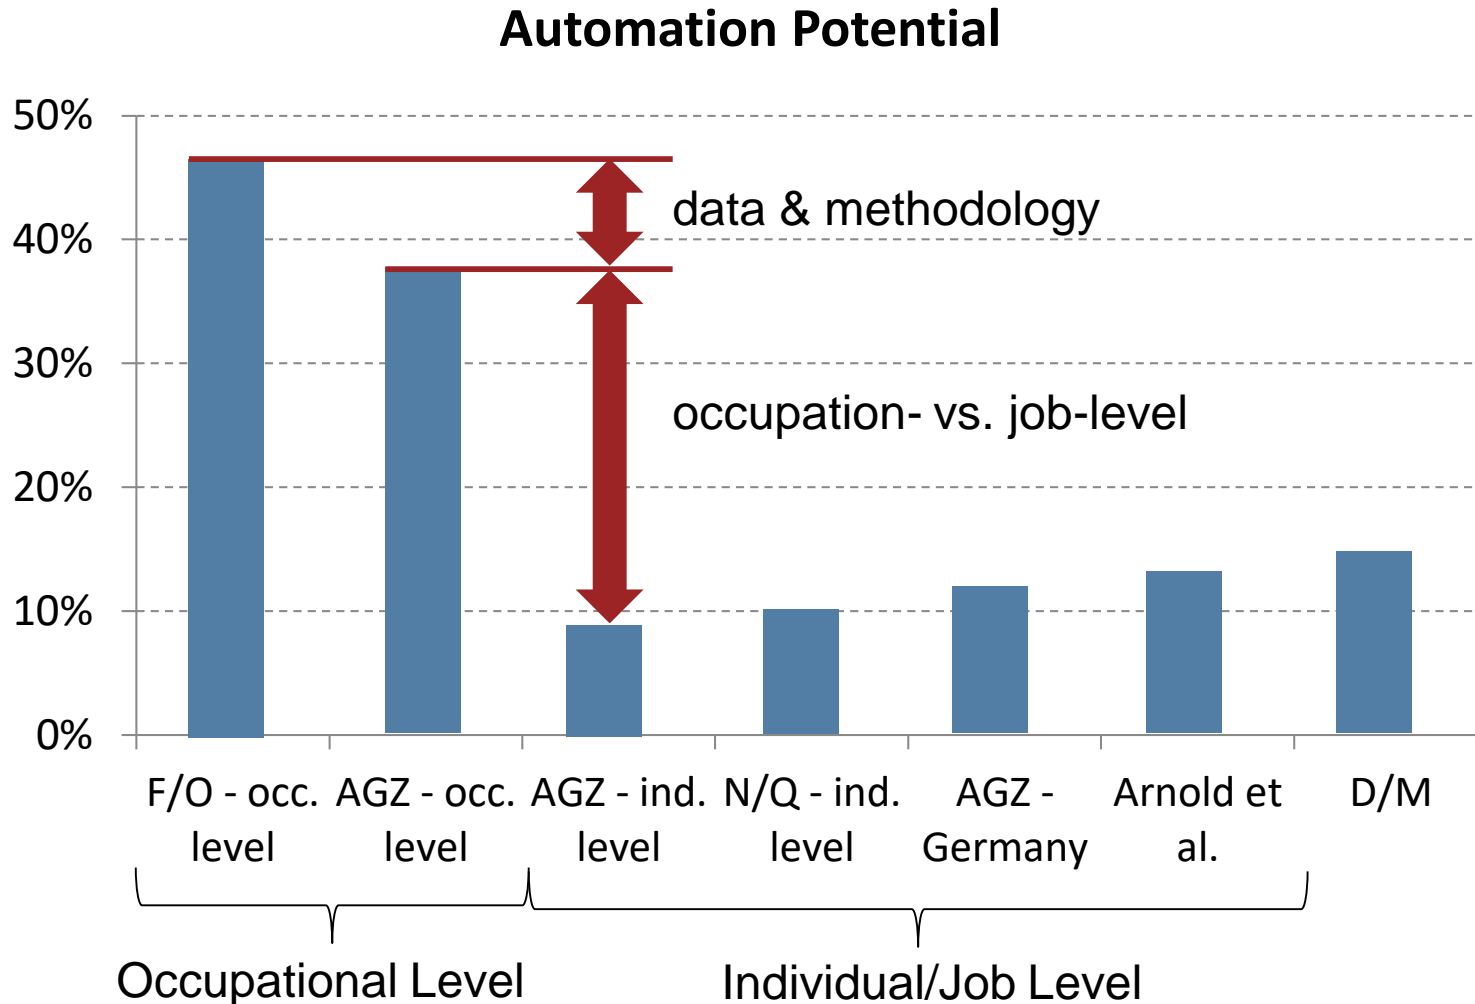 Automation Potential
50%
40%
30%
20%
10%
0%
data & methodology
occupation- vs. job-level
F/O - occ.
level
AGZ - occ.
level
AGZ - ind.
level
N/Q - ind.
level
AGZ -
Germany
Arnold et
al.
D/M
Occupational Level
Individual/Job Level